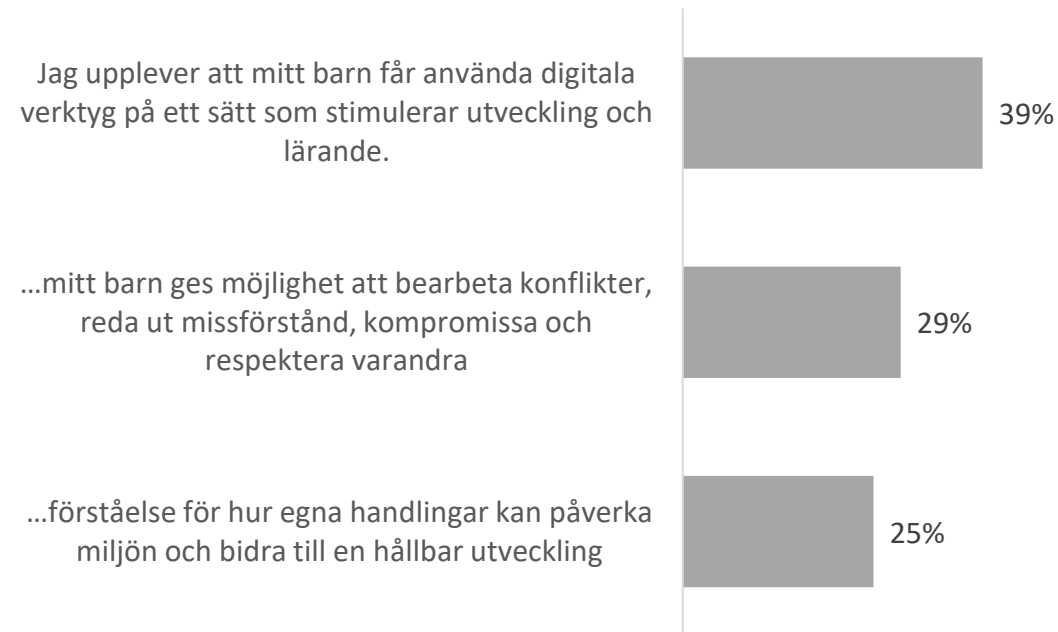 Jag upplever att mitt barn får använda digitala
verktyg på ett sätt som stimulerar utveckling och
lärande.
39%
…mitt barn ges möjlighet att bearbeta konflikter,
reda ut missförstånd, kompromissa och
respektera varandra
29%
…förståelse för hur egna handlingar kan påverka
miljön och bidra till en hållbar utveckling
25%